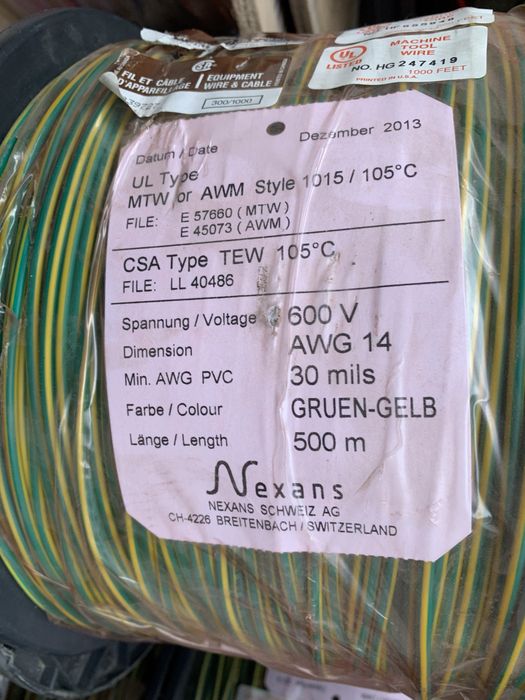 FIL ET CÂBLE
D'APPAREILLAGE
EQUIPMENT
WIRE & CABLE
300/1000
UL
LISTED
MACHINE
TOOL
WIRE
NO. HG 247419
1000 FEET
PRINTED IN U.S.A.
Datum / Date Dezember 2013
UL Type
MTW or AWM Style 1015 / 105°C
FILE: E 57660 (MTW)
E 45073 (AWM)
CSA Type TEW 105°C
FILE: LL 40486
Spannung / Voltage 600 V
Dimension AWG 14
Min. AWG PVC 30 mils
Farbe / Colour GRUEN-GELB
Länge / Length 500 m
Nexans
NEXANS SCHWEIZ AG
CH-4226 BREITENBACH / SWITZERLAND